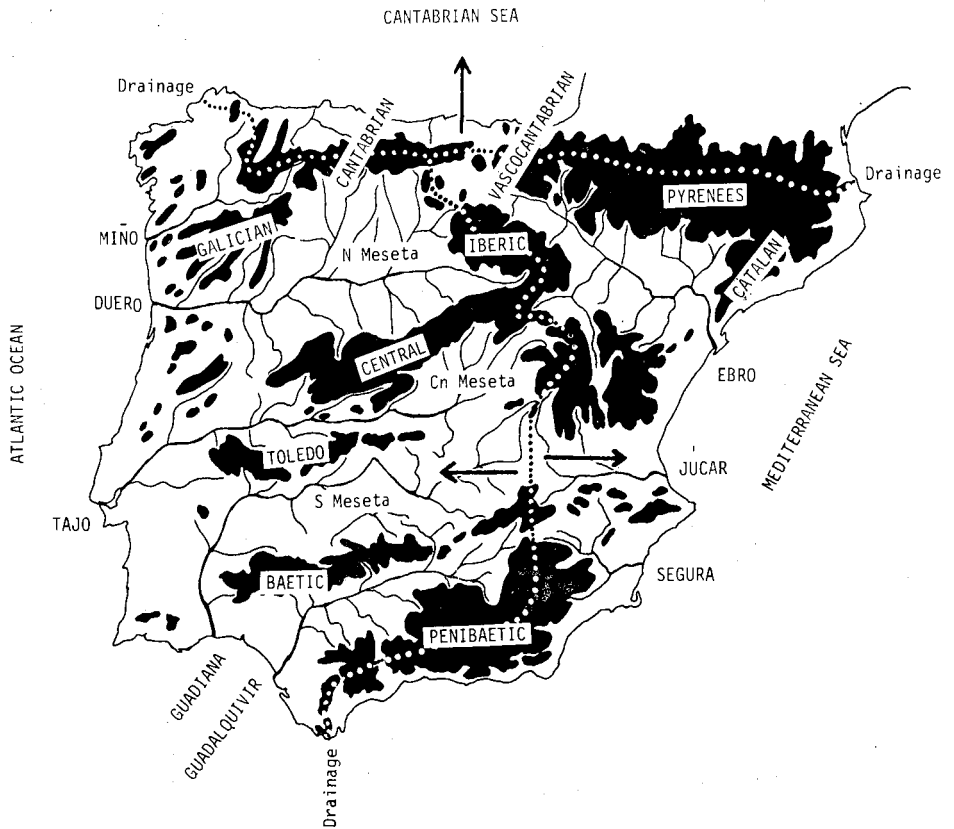 CANTABRIAN SEA
Drainage
CANTABRIAN
VASCOCANTABRIAN
Drainage
PYRENEES
MIÑO
GALICIAN
IBERIC
CATALAN
N Meseta
DUERO
ATLANTIC OCEAN
CENTRAL
Cn Meseta
EBRO
MEDITERRANEAN SEA
TOLEDO
JÚCAR
S Meseta
TAJO
BAETIC
SEGURA
PENIBAETIC
GUADIANA
GUADALQUIVIR
Drainage